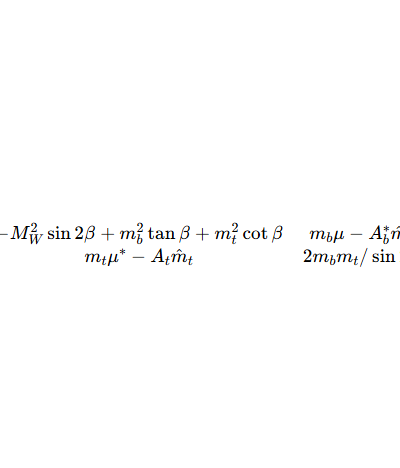 −M_W^2 sin 2β + m_b^2 tan β + m_t^2 cot β m_bμ − A_b^*
m_tμ^* − A_t m̂_t 2m_bm_t/ sin